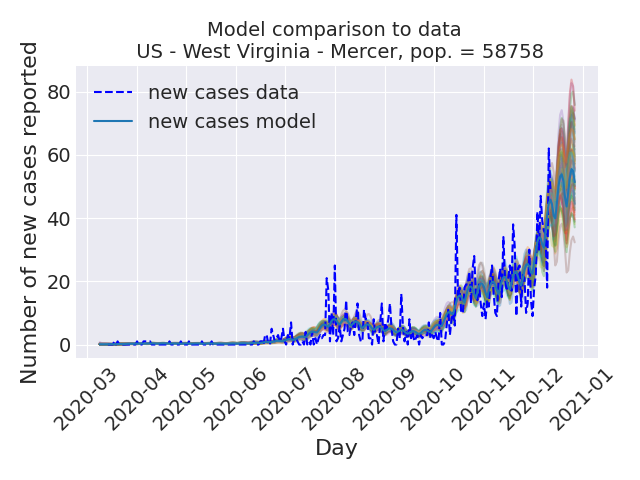 Model comparison to data
US - West Virginia - Mercer, pop. = 58758
Number of new cases reported
80
60
40
20
0
new cases data
new cases model
2020-03
2020-04
2020-05
2020-06
2020-07
2020-08
2020-09
2020-10
2020-11
2020-12
2021-01
Day